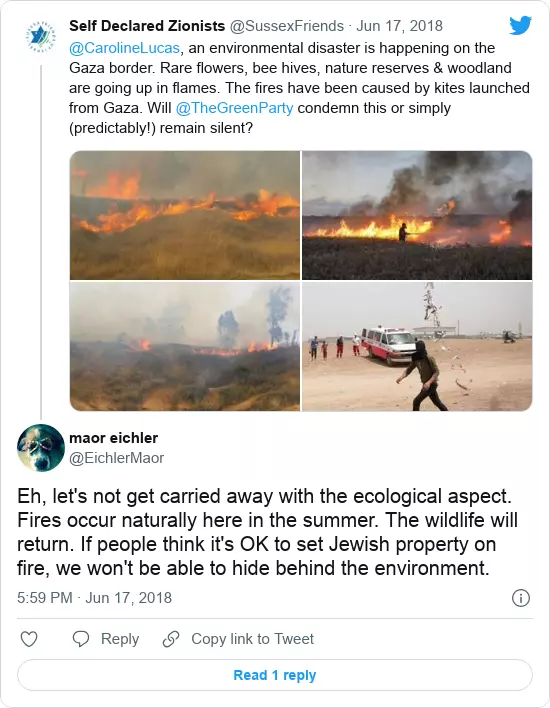 Self Declared Zionists @SussexFriends · Jun 17, 2018
@CarolineLucas, an environmental disaster is happening on the
Gaza border. Rare flowers, bee hives, nature reserves & woodland
are going up in flames. The fires have been caused by kites launched
from Gaza. Will @TheGreenParty condemn this or simply
(predictably!) remain silent?
maor eichler
@EichlerMaor
Eh, let's not get carried away with the ecological aspect.
Fires occur naturally here in the summer. The wildlife will
return. If people think it's OK to set Jewish property on
fire, we won't be able to hide behind the environment.
5:59 PM · Jun 17, 2018
Reply
Copy link to Tweet
Read 1 reply